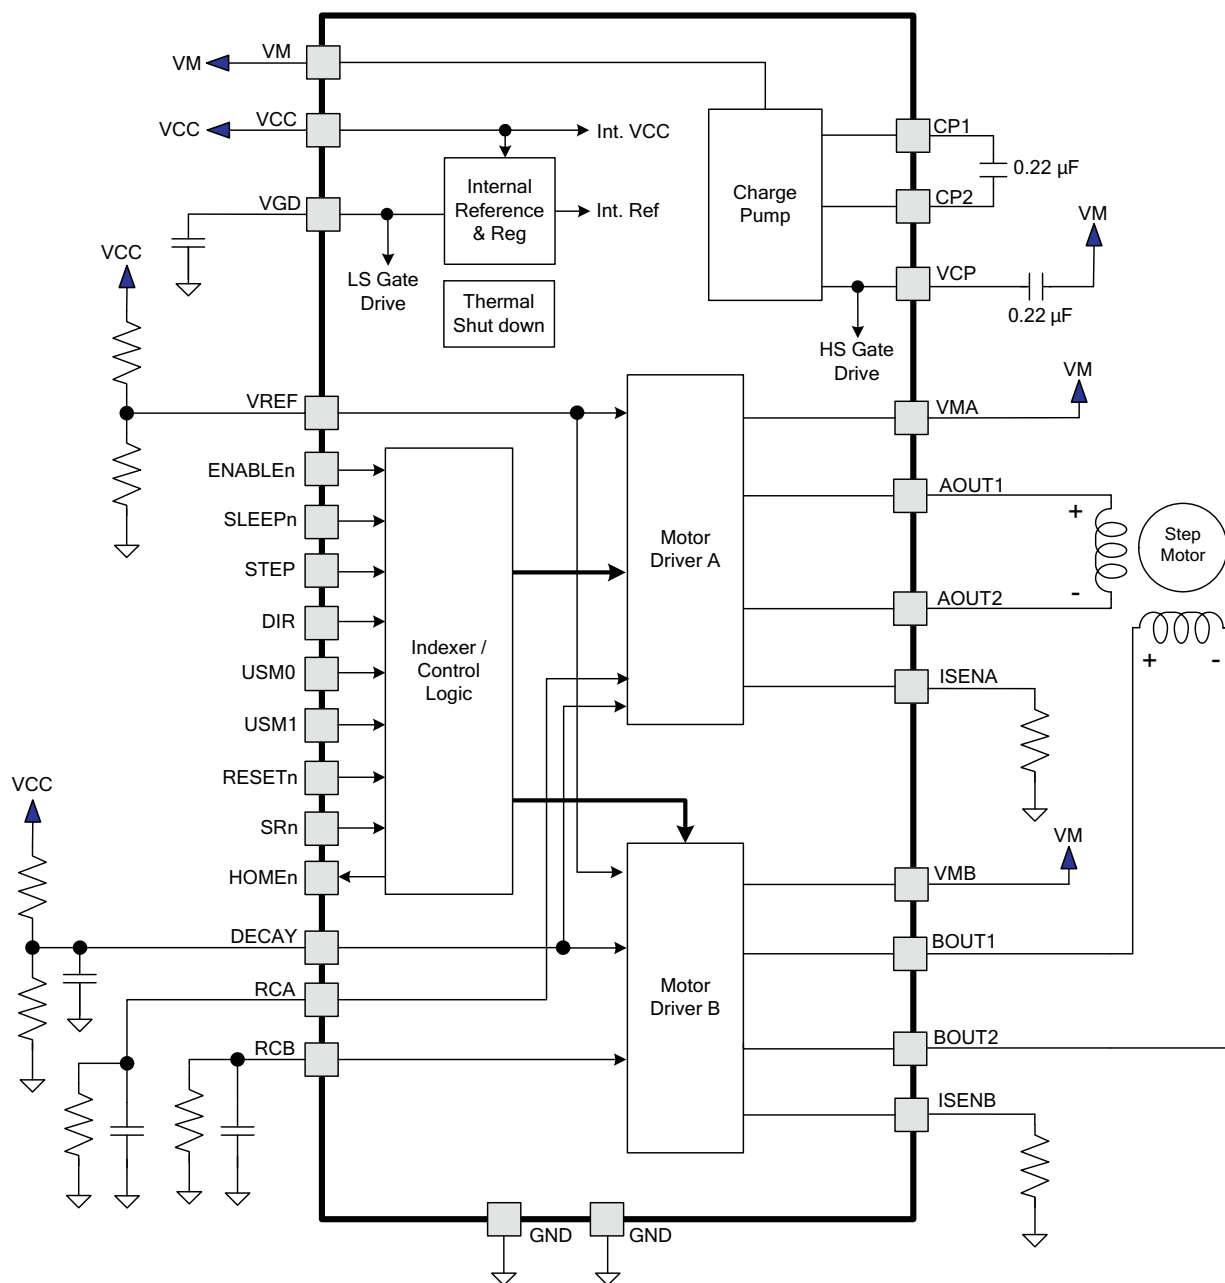 VM
VM
VCC
VCC
Int. VCC
CP1
0.22 µF
Internal
Reference
& Reg
Charge
Pump
VGD
Int. Ref
CP2
VM
VCC
LS Gate
Drive
VCP
Thermal
Shut down
0.22 µF
HS Gate
Drive
VM
VREF
VMA
ENABLEn
AOUT1
SLEEPn
+
Step
Motor
Motor
Driver A
STEP
-
AOUT2
DIR
Indexer /
Control
Logic
USM0
+
-
ISENA
USM1
RESETn
VCC
SRn
VM
HOMEn
VMB
DECAY
BOUT1
RCA
Motor
Driver B
RCB
BOUT2
ISENB
GND
GND